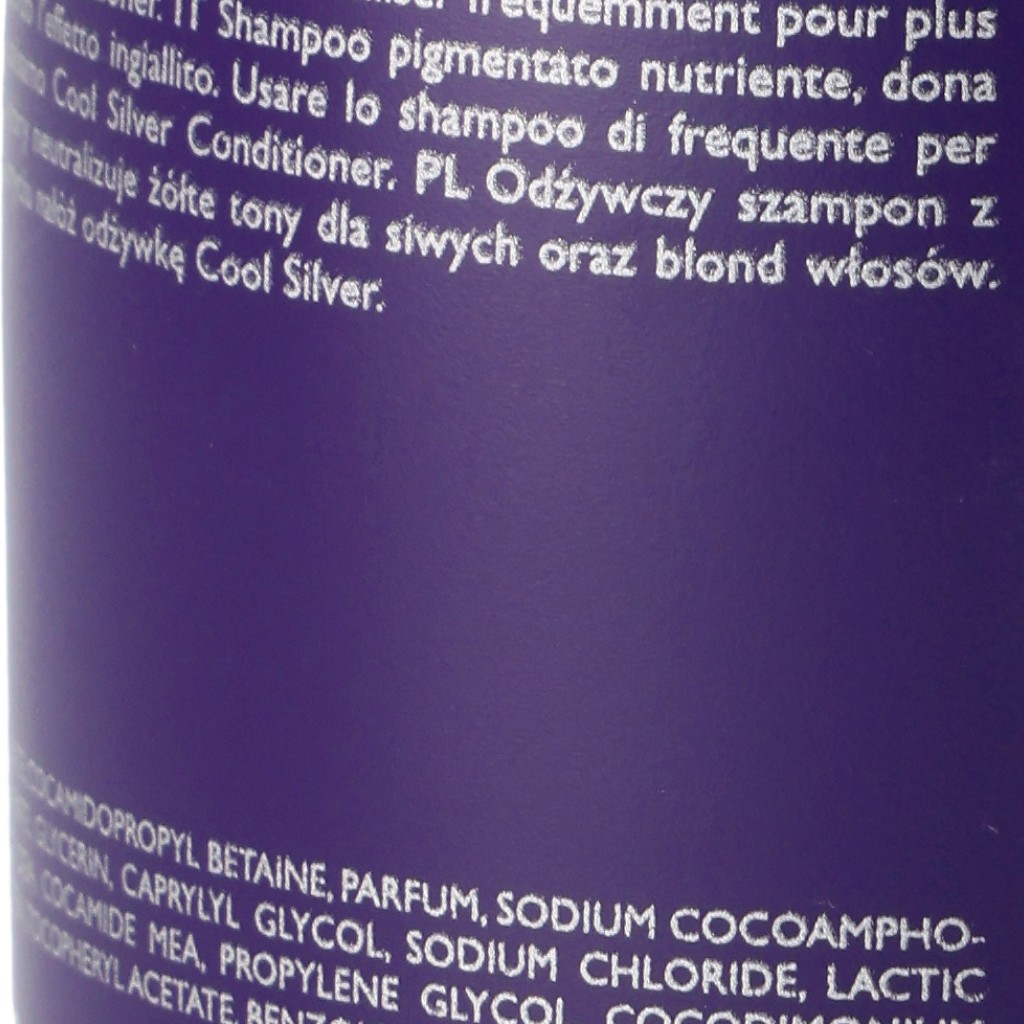 fréquemment pour plus
IT Shampoo pigmentato nutriente, dona
l'effetto ingiallito. Usare lo shampoo di frequente per
Cool Silver Conditioner. PL Odżywczy szampon z
neutralizuje żółte tony dla siwych oraz blond włosów.
nałóż odżywkę Cool Silver.
COCAMIDOPROPYL BETAINE, PARFUM, SODIUM COCOAMPHO-
GLYCERIN, CAPRYLYL GLYCOL, SODIUM CHLORIDE, LACTIC
COCAMIDE MEA, PROPYLENE GLYCOL, COCODIMONIUM
TOCOPHERYL ACETATE,